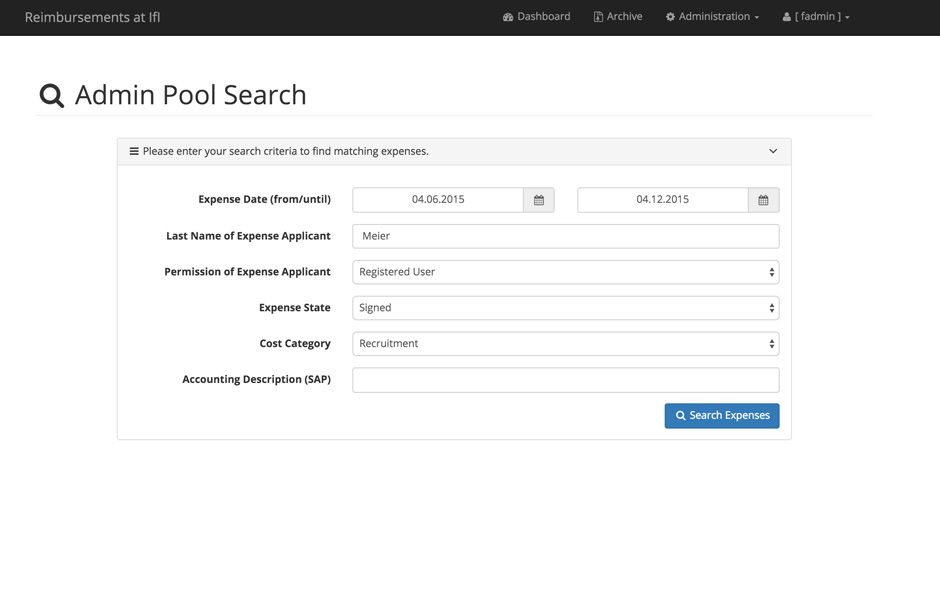 Reimbursements at IfI
Dashboard Archive Administration [ fadmin ]
Admin Pool Search
Please enter your search criteria to find matching expenses.
Expense Date (from/until) 04.06.2015 04.12.2015
Last Name of Expense Applicant Meier
Permission of Expense Applicant Registered User
Expense State Signed
Cost Category Recruitment
Accounting Description (SAP)
Search Expenses